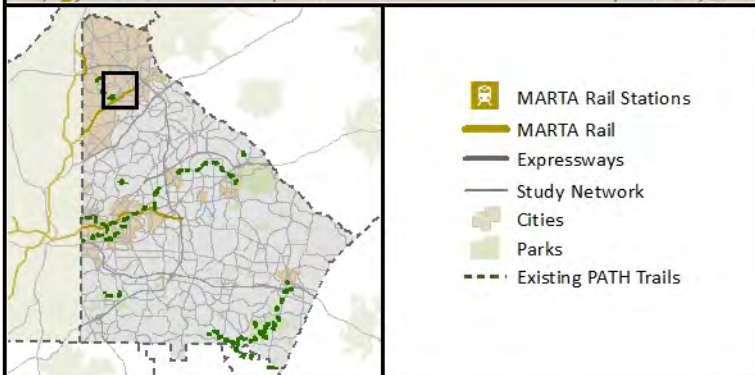 MARTA Rail Stations
MARTA Rail
Expressways
Study Network
Cities
Parks
Existing PATH Trails